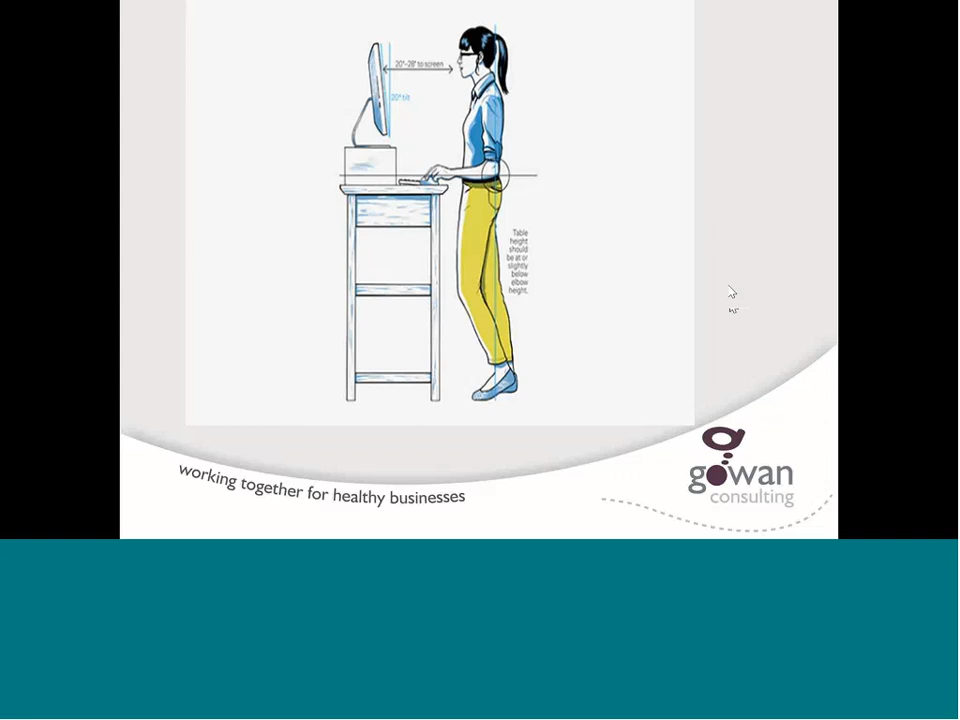 20"-28" to screen
20° tilt
Table
height
should
be at or
slightly
below
elbow
height.
working together for healthy businesses
gowan
consulting